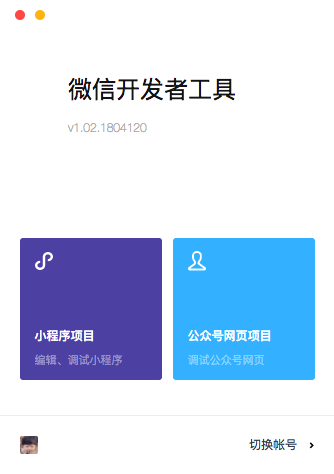 微信开发者工具
v1.02.1804120
小程序项目
公众号网页项目
编辑、调试小程序
调试公众号网页
切换帐号